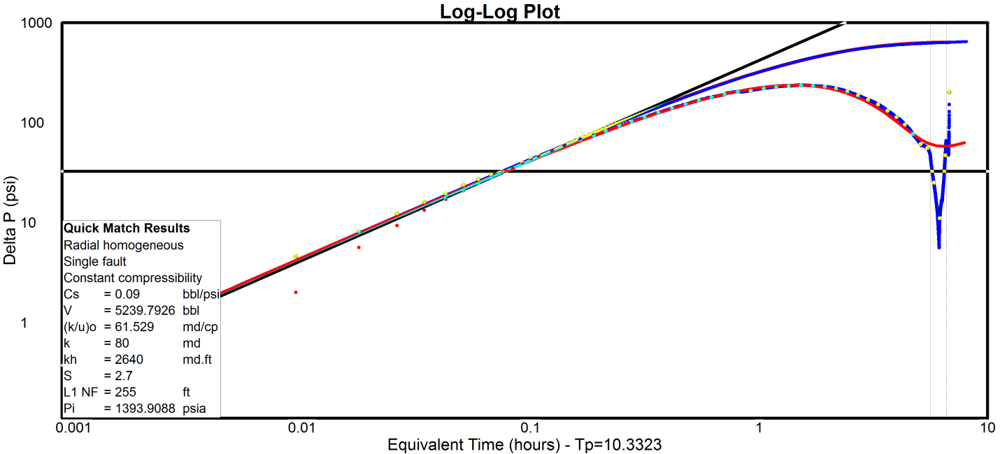 Log-Log Plot
1000
100
10
1
Delta P (psi)
Quick Match Results
Radial homogeneous
Single fault
Constant compressibility
Cs = 0.09 bbl/psi
V = 5239.7926 bbl
(k/u)o = 61.529 md/cp
k = 80 md
kh = 2640 md.ft
S = 2.7
L1 NF = 255 ft
Pi = 1393.9088 psia
0.001 0.01 0.1 1 10
Equivalent Time (hours) - Tp=10.3323